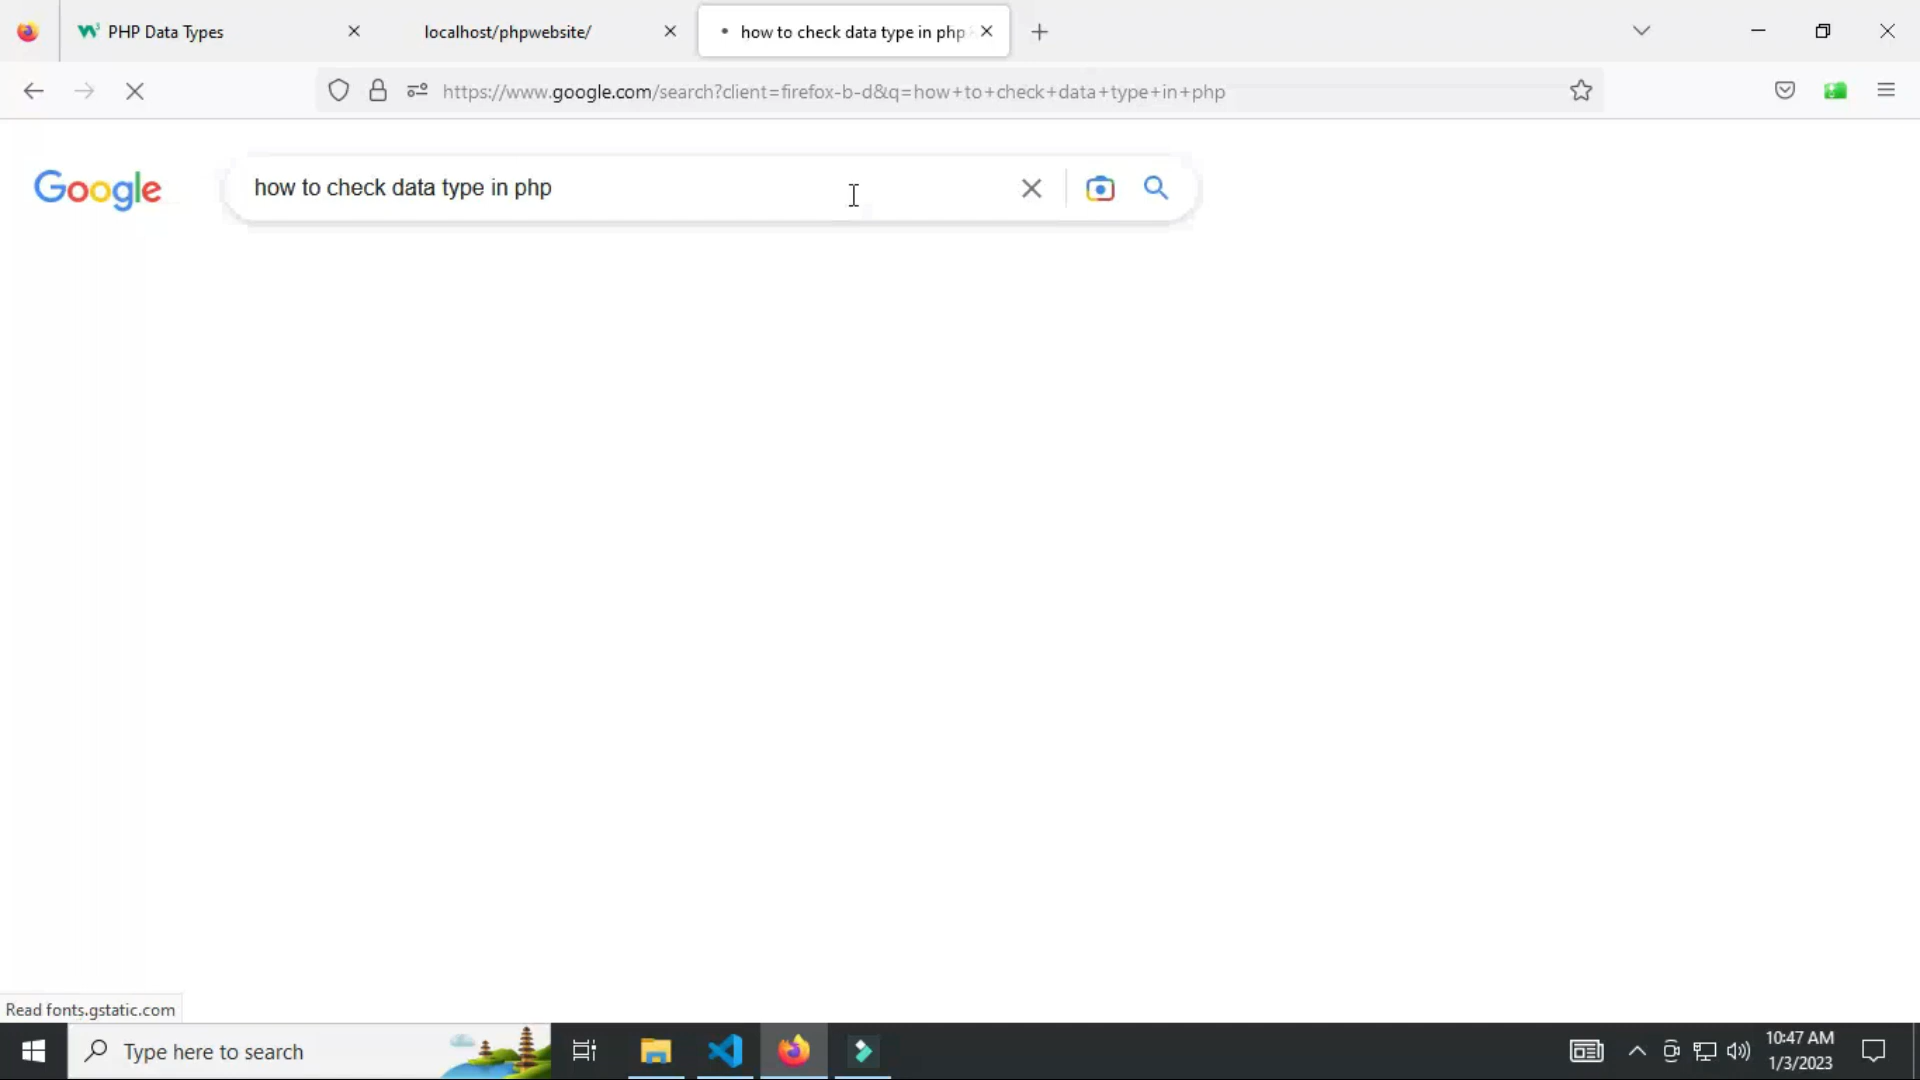 PHP Data Types
localhost/phpwebsite/
how to check data type in php
https://www.google.com/search?client=firefox-b-d&q=how+to+check+data+type+in+php
Google
how to check data type in php
Read fonts.gstatic.com
Type here to search
10:47 AM
1/3/2023